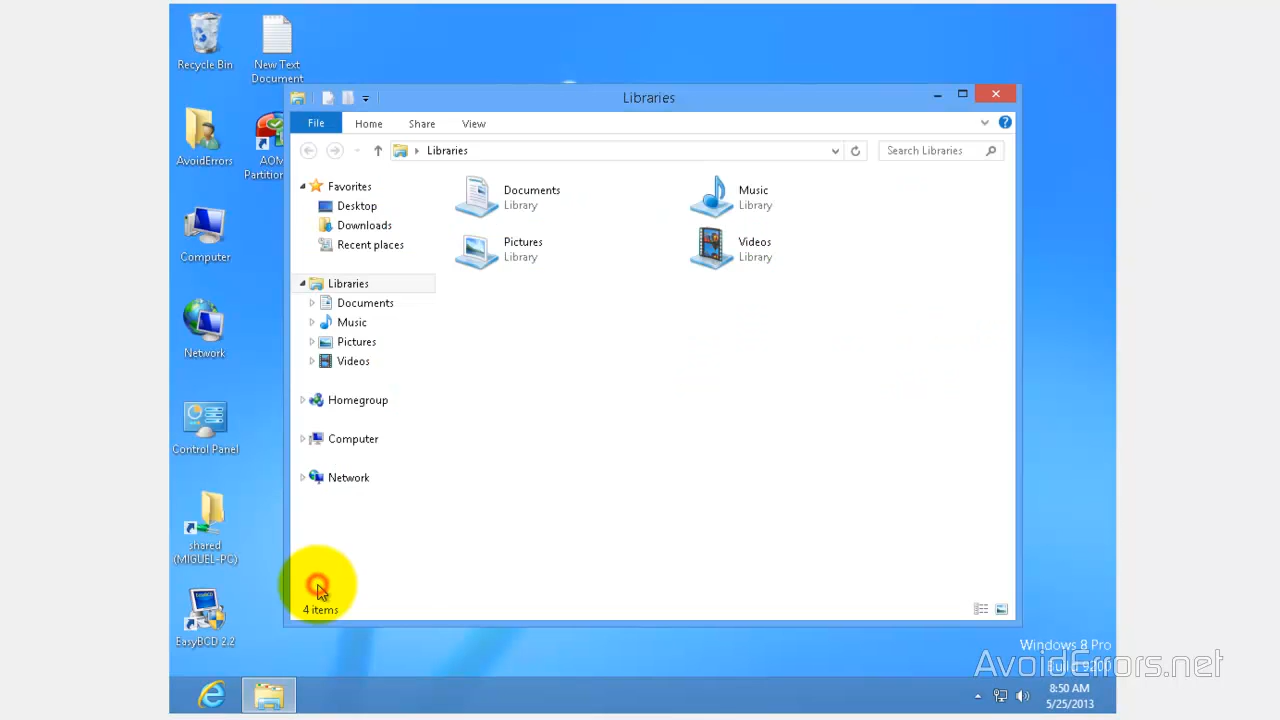 Recycle Bin
New Text
Document
AvoidErrors
AOM
Partition
Computer
Network
Control Panel
shared
(MIGUEL-PC)
EasyBCD 2.2
Libraries
File
Home
Share
View
Libraries
Search Libraries
Favorites
Desktop
Downloads
Recent places
Libraries
Documents
Music
Pictures
Videos
Homegroup
Computer
Network
Documents
Library
Music
Library
Pictures
Library
Videos
Library
4 items
Windows 8 Pro
Build 9200
AvoidErrors.net
8:50 AM
5/25/2013